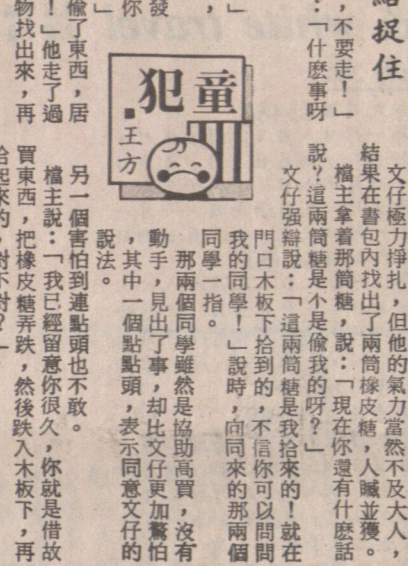 捉住
，不要走！」
：「什麼事呀
」
，
發
你
」
偷了東西，居
！」他走了過
物找出來，再
童犯
■王方
文仔極力掙扎，但他的氣力當然不及大人，
結果在書包內找出了兩筒橡皮糖，人贓並獲。
檔主拿着那筒糖，說：「現在你還有什麼話
說？這兩筒糖是不是偷我的呀？」
文仔强辯說：「這兩筒糖是我拾來的！就在
門口木板下拾到的，不信你可以問問
我的同學！」說時，向同來的那兩個
同學一指。
那兩個同學雖然是協助高買，沒有
動手，見出了事，却比文仔更加驚怕
，其中一個點點頭，表示同意文仔的
說法。
另一個害怕到連點頭也不敢。
檔主說：「我已經留意你很久，你就是借故
買東西，把橡皮糖弄跌，然後跌入木板下，再
拾起來的，對不對？」